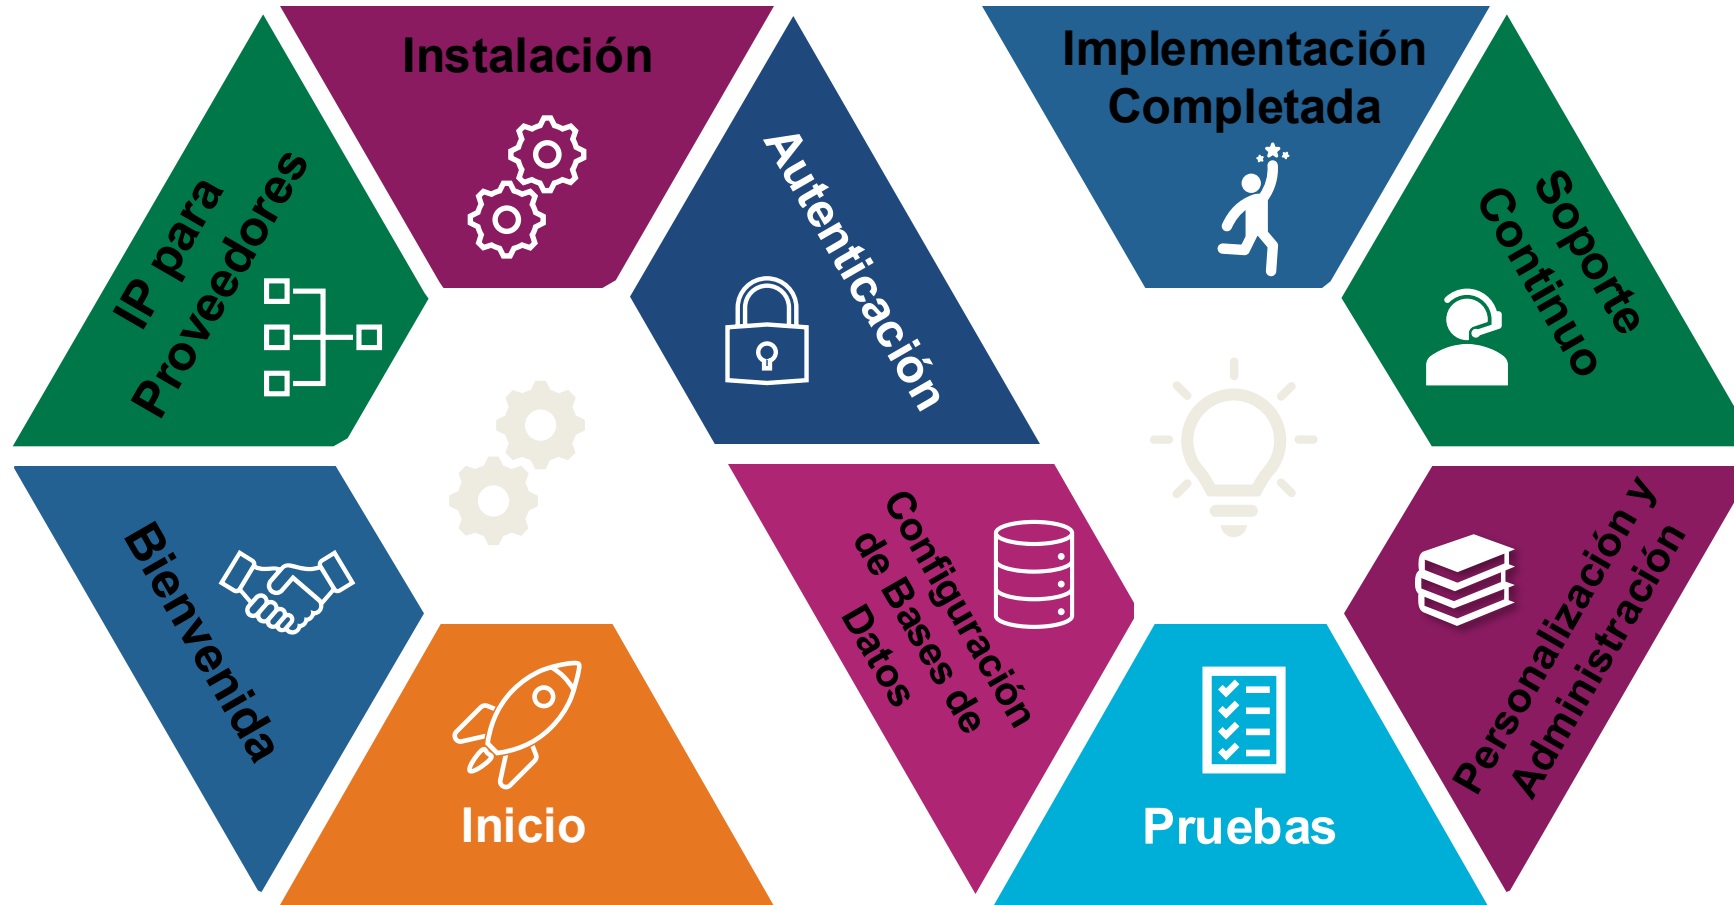 Instalación
Implementación
Completada
IP para
Proveedores
Autenticación
Soporte
Continuo
Bienvenida
Configuración
de Bases de
Datos
Personalización y
Administración
Inicio
Pruebas